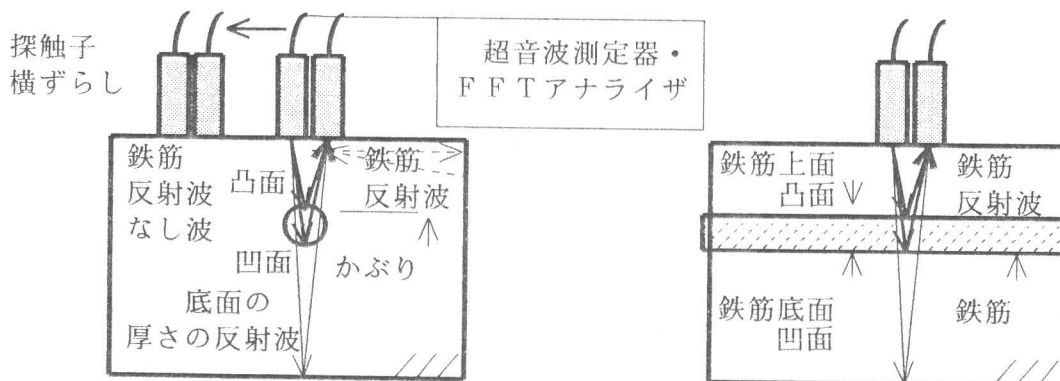 探触子
横ずらし
超音波測定器・
ＦＦＴアナライザ
鉄筋
反射波
なし波
凸面
鉄筋
反射波
凹面
かぶり
底面の
厚さの反射波
鉄筋上面
凸面
鉄筋
反射波
鉄筋底面
凹面
鉄筋